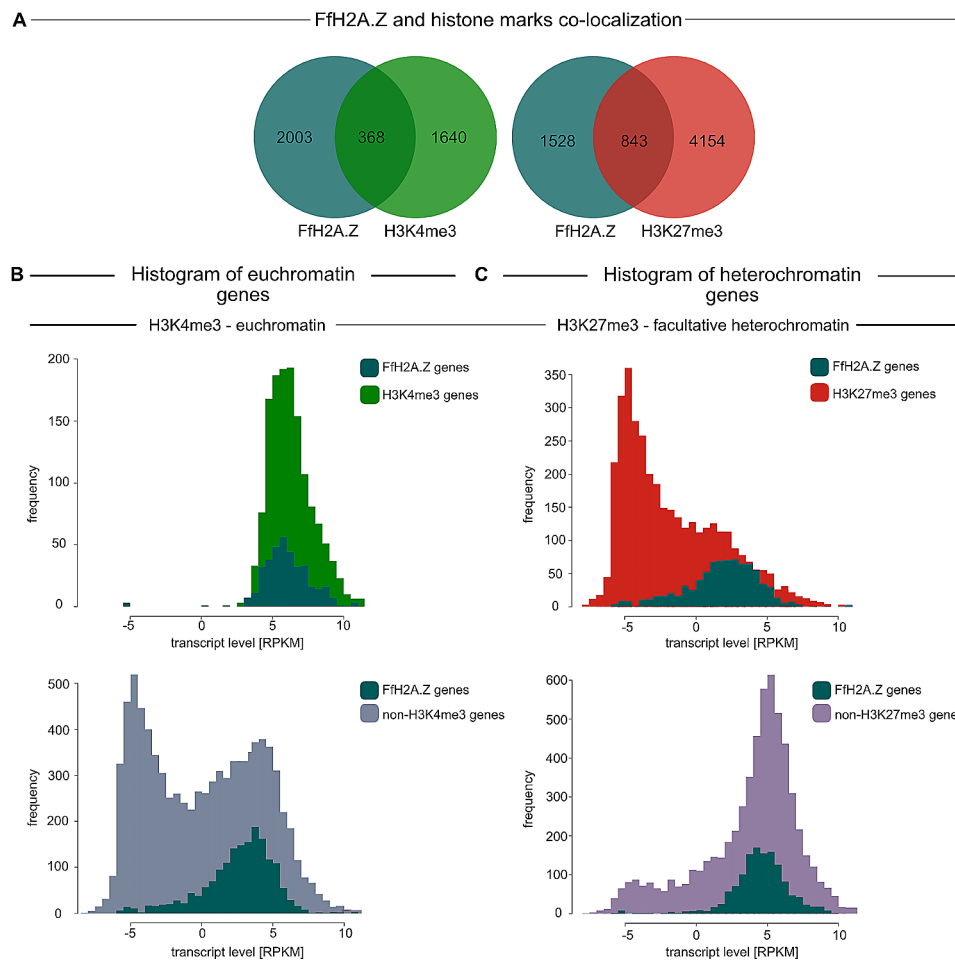 A FfH2A.Z and histone marks co-localization
2003 368 1640 1528 843 4154
FfH2A.Z H3K4me3 FfH2A.Z H3K27me3
B Histogram of euchromatin
genes
H3K4me3 - euchromatin
200
150
100
50
0
frequency
FfH2A.Z genes
H3K4me3 genes
-5 0 5 10
transcript level [RPKM]
500
400
300
200
100
0
frequency
FfH2A.Z genes
non-H3K4me3 genes
-5 0 5 10
transcript level [RPKM]
C Histogram of heterochromatin
genes
H3K27me3 - facultative heterochromatin
350
300
250
200
150
100
50
0
frequency
FfH2A.Z genes
H3K27me3 genes
-5 0 5 10
transcript level [RPKM]
600
500
400
300
200
100
0
frequency
FfH2A.Z genes
non-H3K27me3 gene
-5 0 5 10
transcript level [RPKM]